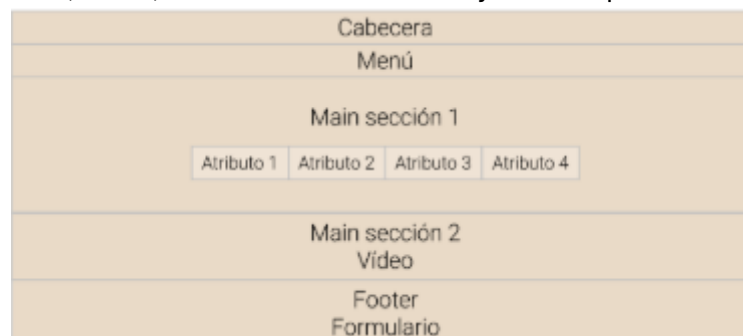 Cabecera
Menú
Main sección 1
Atributo 1 Atributo 2 Atributo 3 Atributo 4
Main sección 2
Vídeo
Footer
Formulario